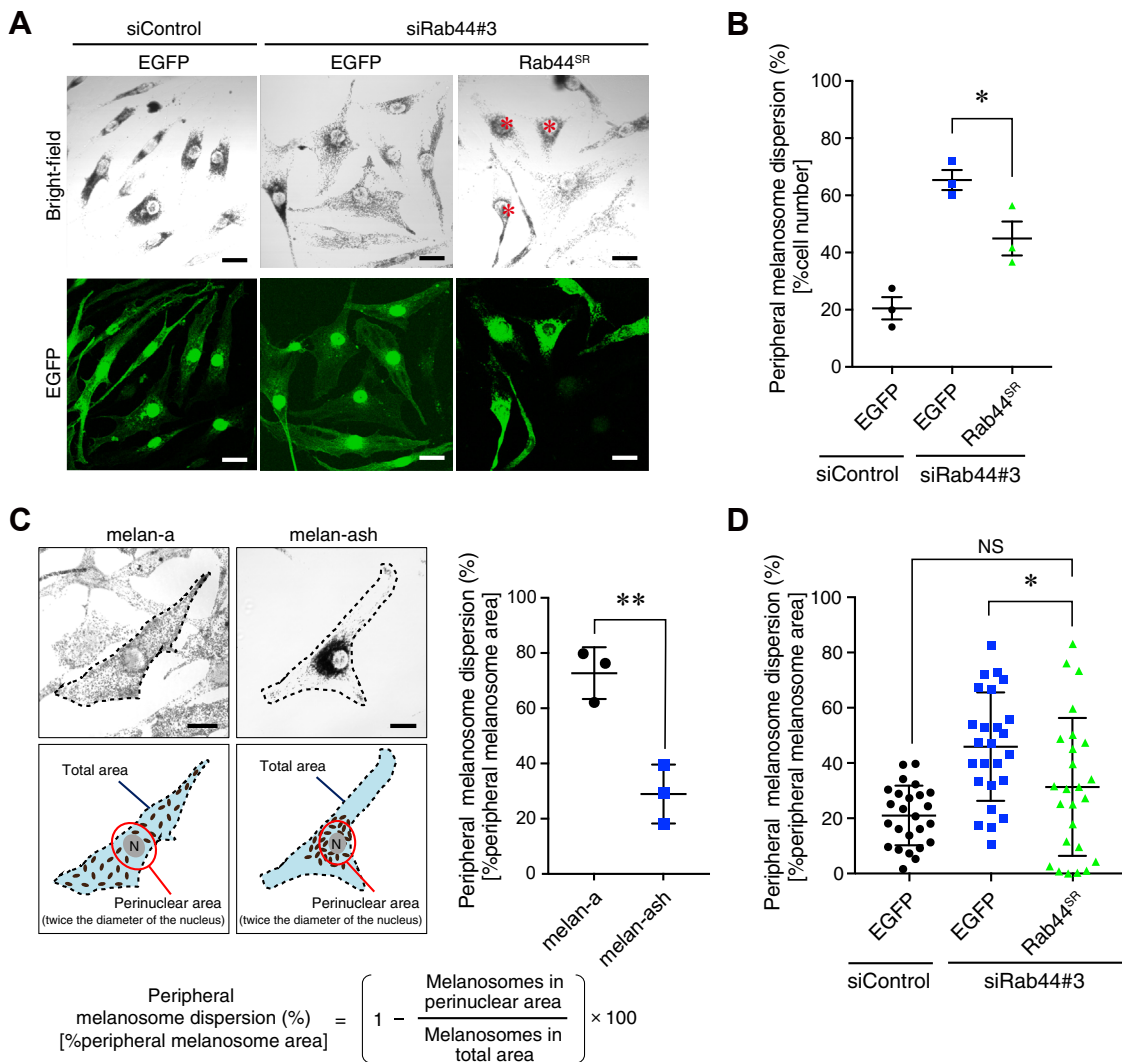 A
siControl
siRab44#3
EGFP
EGFP
Rab44SR
Bright-field
*
*
*
EGFP
B
Peripheral melanosome dispersion (%)
[%cell number]
100
80
60
40
20
0
*
EGFP
EGFP
Rab44SR
siControl
siRab44#3
C
melan-a
melan-ash
Total area
N
Perinuclear area
(twice the diameter of the nucleus)
Total area
N
Perinuclear area
(twice the diameter of the nucleus)
Peripheral melanosome dispersion (%)
[%peripheral melanosome area]
100
80
60
40
20
0
**
melan-a
melan-ash
Peripheral
melanosome dispersion (%)
[%peripheral melanosome area]
=
1 −
Melanosomes in
perinuclear area
Melanosomes in
total area
× 100
D
Peripheral melanosome dispersion (%)
[%peripheral melanosome area]
100
80
60
40
20
0
NS
*
EGFP
EGFP
Rab44SR
siControl
siRab44#3